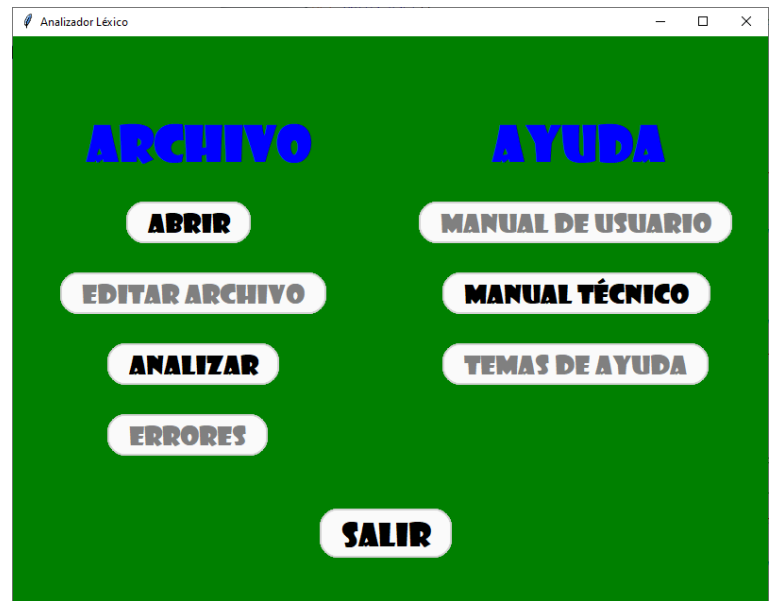 Analizador Léxico
ARCHIVO
ABRIR
EDITAR ARCHIVO
ANALIZAR
ERRORES
AYUDA
MANUAL DE USUARIO
MANUAL TÉCNICO
TEMAS DE AYUDA
SALIR